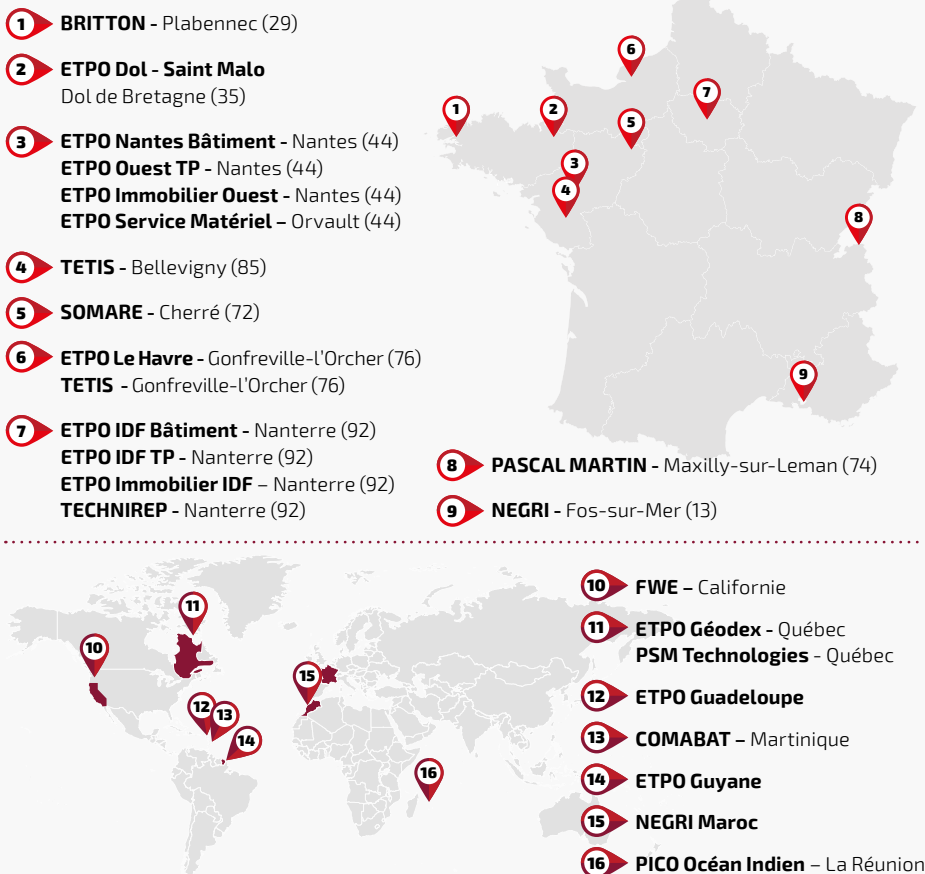 1 BRITTON - Plabennec (29)
2 ETPO Dol - Saint Malo
Dol de Bretagne (35)
3 ETPO Nantes Bâtiment - Nantes (44)
ETPO Ouest TP - Nantes (44)
ETPO Immobilier Ouest - Nantes (44)
ETPO Service Matériel – Orvault (44)
4 TETIS - Bellevigny (85)
5 SOMARE - Cherré (72)
6 ETPO Le Havre - Gonfreville-l'Orcher (76)
TETIS - Gonfreville-l'Orcher (76)
7 ETPO IDF Bâtiment - Nanterre (92)
ETPO IDF TP - Nanterre (92)
ETPO Immobilier IDF – Nanterre (92)
TECHNIREP - Nanterre (92)
6
7
1
2
5
3
4
8
9
8 PASCAL MARTIN - Maxilly-sur-Leman (74)
9 NEGRI - Fos-sur-Mer (13)
11
10
15
12
13
14
16
10 FWE – Californie
11 ETPO Géodex - Québec
PSM Technologies - Québec
12 ETPO Guadeloupe
13 COMABAT – Martinique
14 ETPO Guyane
15 NEGRI Maroc
16 PICO Océan Indien – La Réunion